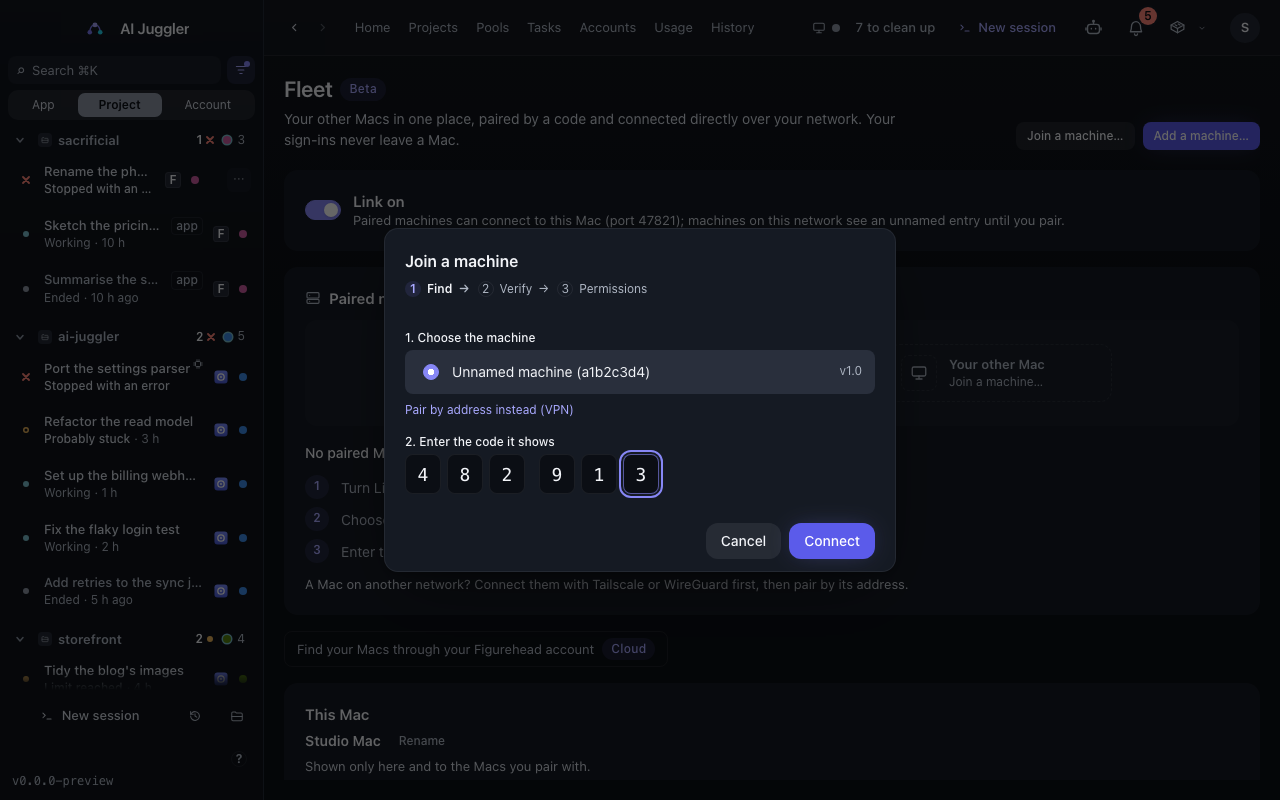 AI Juggler
Home Projects Pools Tasks Accounts Usage History
7 to clean up
New session
5
S
Search ⌘K
App Project Account
sacrificial
1 3
Rename the ph...
Stopped with an ...
F
Sketch the pricin...
app
Working · 10 h
F
Summarise the s...
app
Ended · 10 h ago
F
ai-juggler
2 5
Port the settings parser
Stopped with an error
Refactor the read model
Probably stuck · 3 h
Set up the billing webh...
Working · 1 h
Fix the flaky login test
Working · 2 h
Add retries to the sync j...
Ended · 5 h ago
storefront
2 4
Tidy the blog's images
New session
?
v0.0.0-preview
Fleet
Beta
Your other Macs in one place, paired by a code and connected directly over your network. Your
sign-ins never leave a Mac.
Join a machine...
Add a machine...
Link on
Paired machines can connect to this Mac (port 47821); machines on this network see an unnamed entry until you pair.
Paired
Your other Mac
Join a machine...
No paired
1 Turn
2
3 Enter
A Mac on another network? Connect them with Tailscale or WireGuard first, then pair by its address.
Find your Macs through your Figurehead account
Cloud
This Mac
Studio Mac Rename
Shown only here and to the Macs you pair with.
Join a machine
1 Find → 2 Verify → 3 Permissions
1. Choose the machine
Unnamed machine (a1b2c3d4)
v1.0
Pair by address instead (VPN)
2. Enter the code it shows
4 8 2 9 1 3
Cancel
Connect